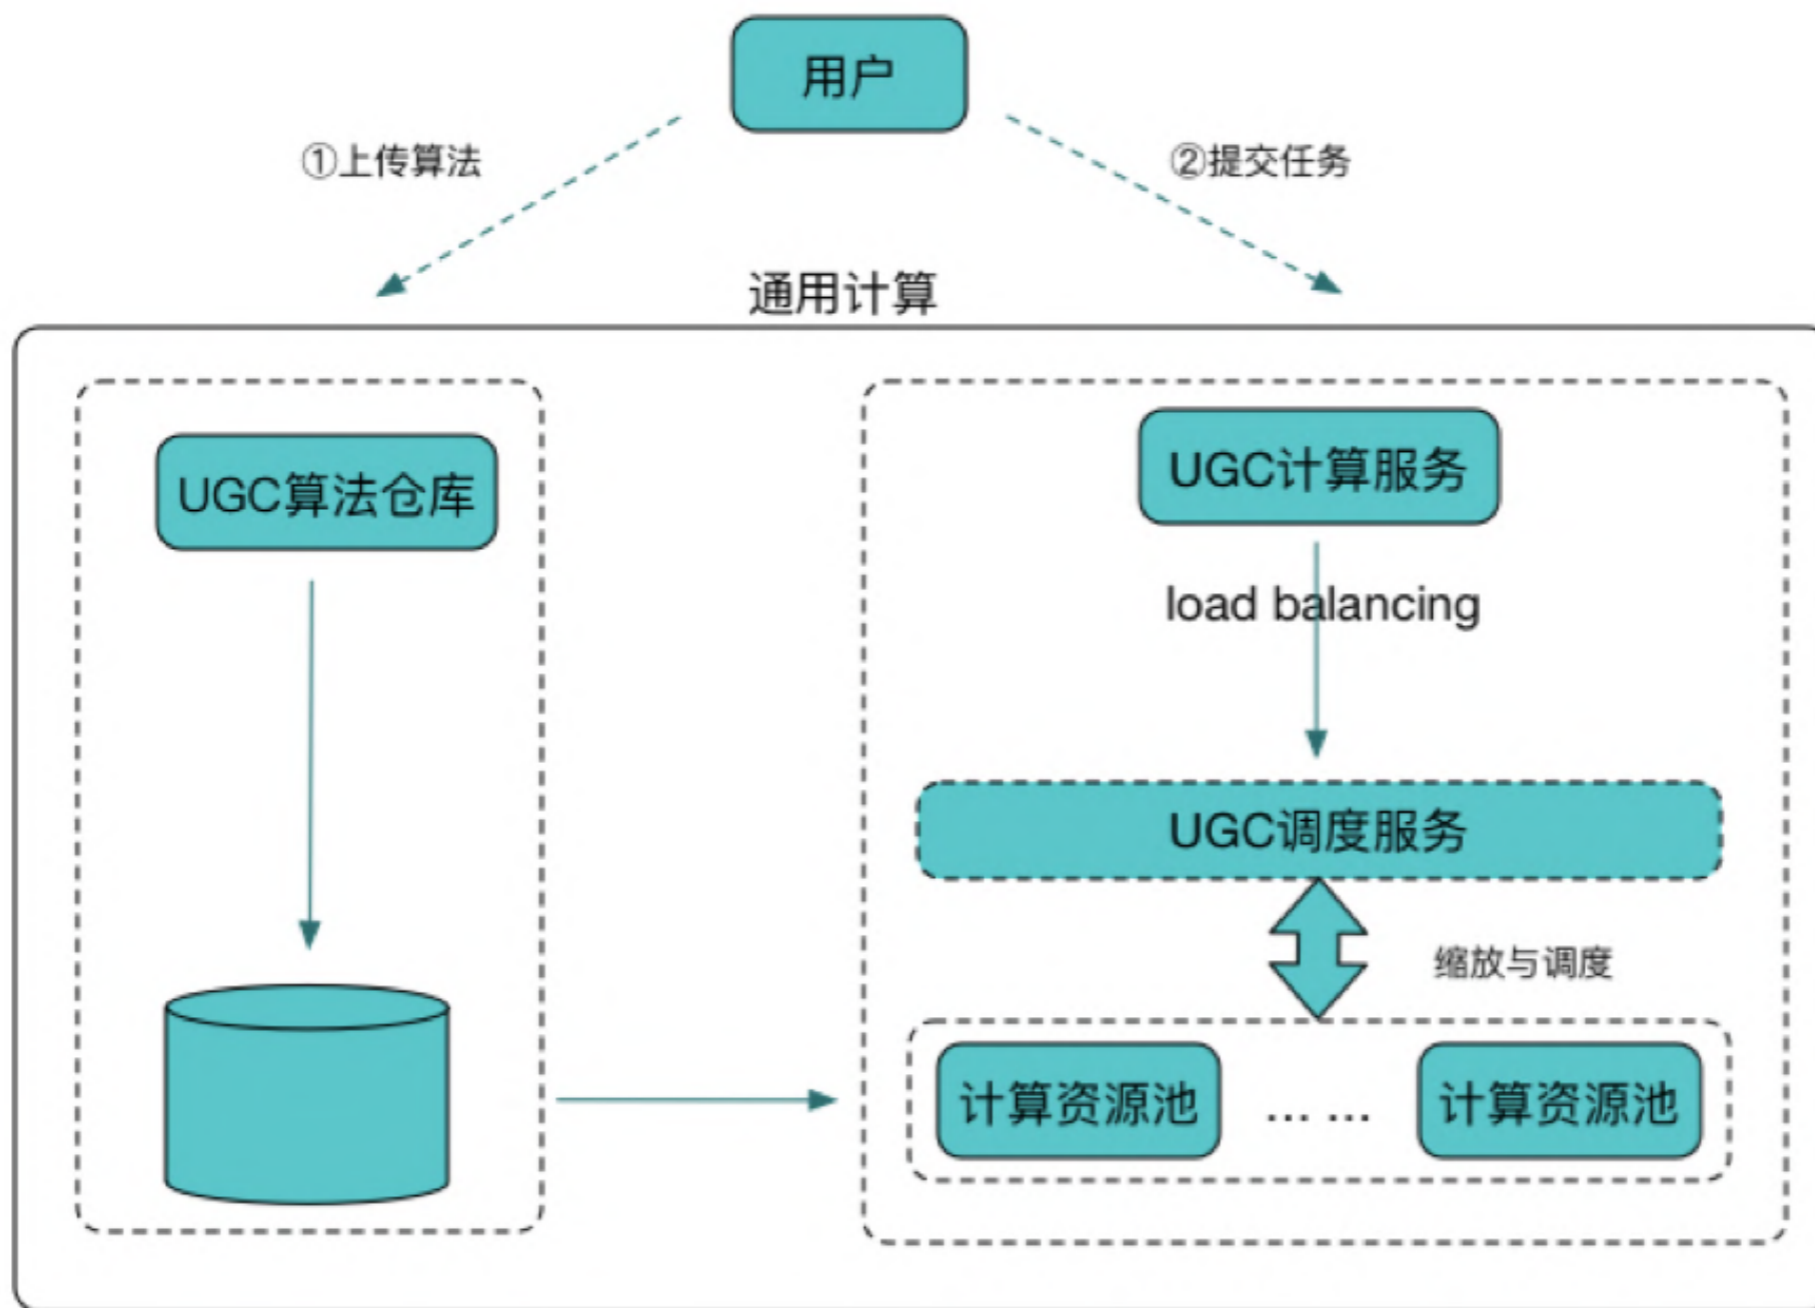 用户
①上传算法
②提交任务
通用计算
UGC算法仓库
UGC计算服务
load balancing
UGC调度服务
缩放与调度
计算资源池
... ...
计算资源池